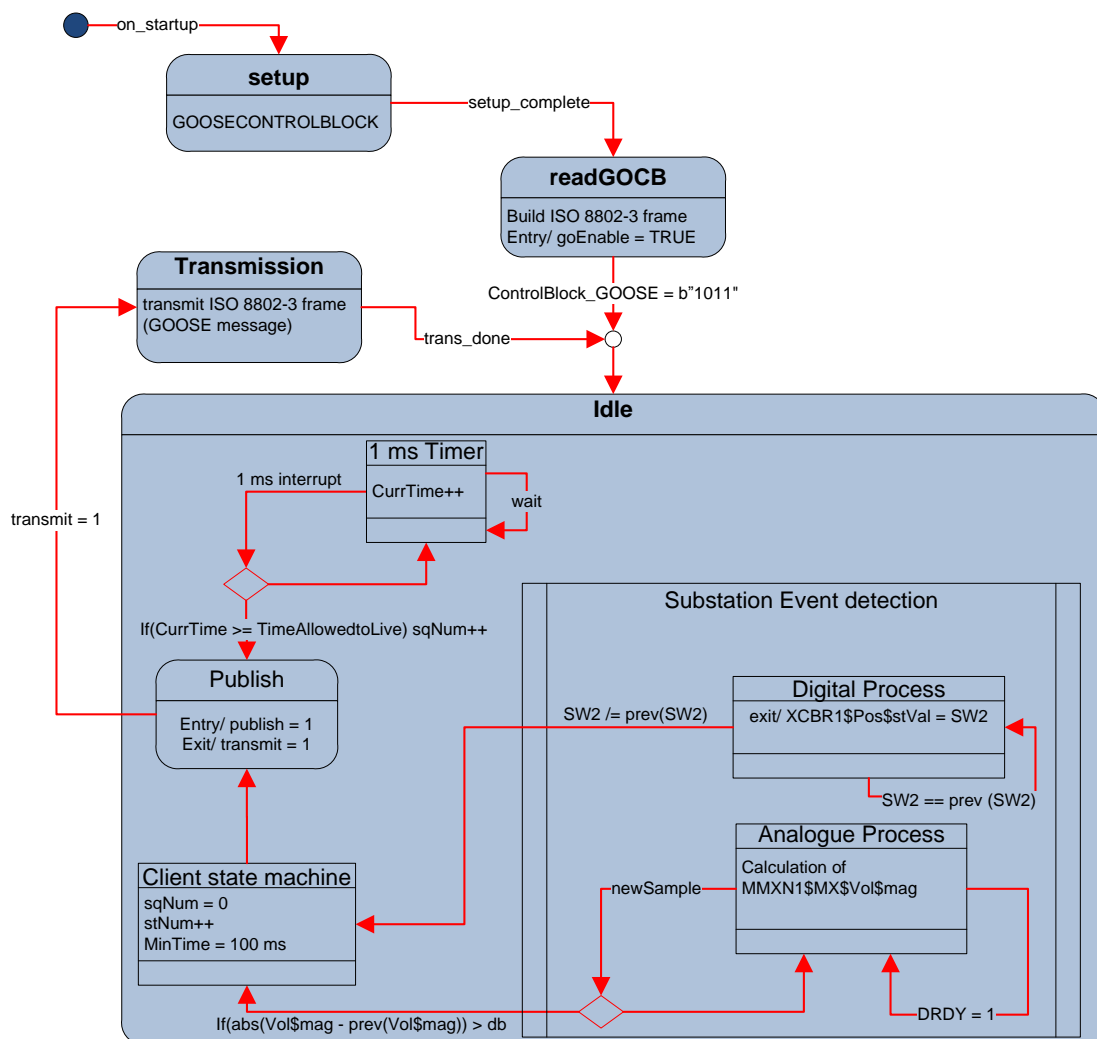 on_startup
setup
GOOSECONTROLBLOCK
setup_complete
readGOCB
Build ISO 8802-3 frame
Entry/ goEnable = TRUE
Transmission
transmit ISO 8802-3 frame
(GOOSE message)
ControlBlock_GOOSE = b”1011"
trans_done
Idle
1 ms Timer
CurrTime++
1 ms interrupt
wait
transmit = 1
If(CurrTime >= TimeAllowedtoLive) sqNum++
Publish
Entry/ publish = 1
Exit/ transmit = 1
Substation Event detection
Digital Process
exit/ XCBR1$Pos$stVal = SW2
SW2 /= prev(SW2)
SW2 == prev (SW2)
Analogue Process
Calculation of
MMXN1$MX$Vol$mag
newSample
DRDY = 1
Client state machine
sqNum = 0
stNum++
MinTime = 100 ms
If(abs(Vol$mag - prev(Vol$mag)) > db